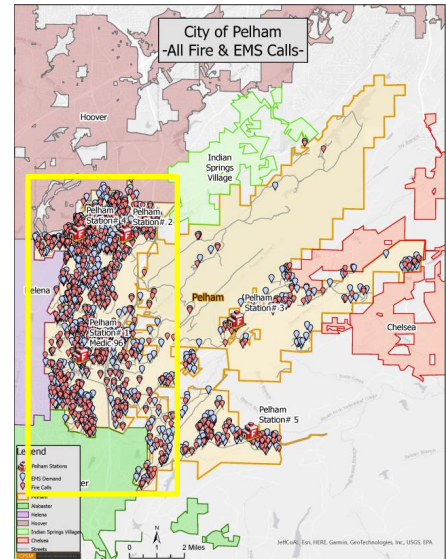 City of Pelham
-All Fire & EMS Calls-
Hoover
Indian
Springs
Village
Pelham
Station# 4
Pelham
Station# 2
Helena
Pelham
Pelham
Station# 3
Pelham
Station# 1
Medic 96
Chelsea
Pelham
Station# 5
Legend
Pelham Stations
EMS Demand
Fire Calls
Pelham
Alabaster
Helena
Hoover
Indian Springs Village
Chelsea
Streets
N
0 1 2 Miles
JeffCoAL, Esri, HERE, Garmin, GeoTechnologies, Inc., USGS, EPA